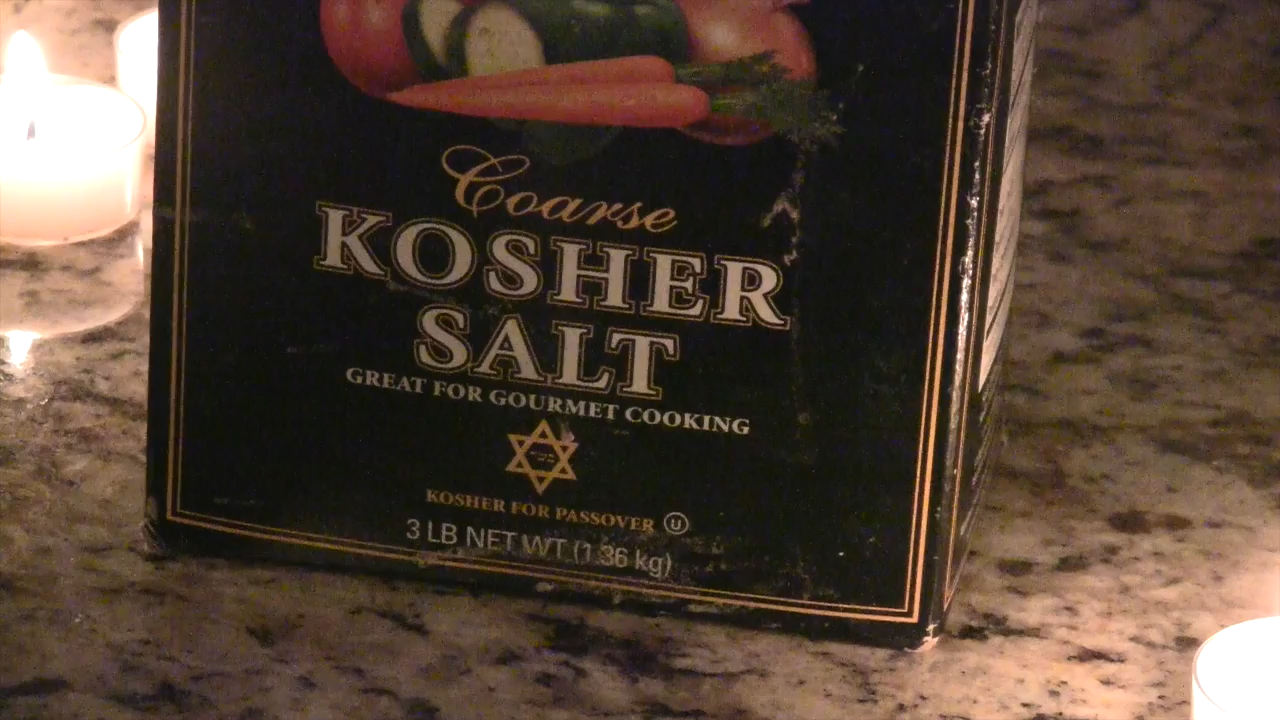 Coarse
KOSHER
SALT
GREAT FOR GOURMET COOKING
KOSHER FOR PASSOVER U
3 LB NET WT (1.36 kg)